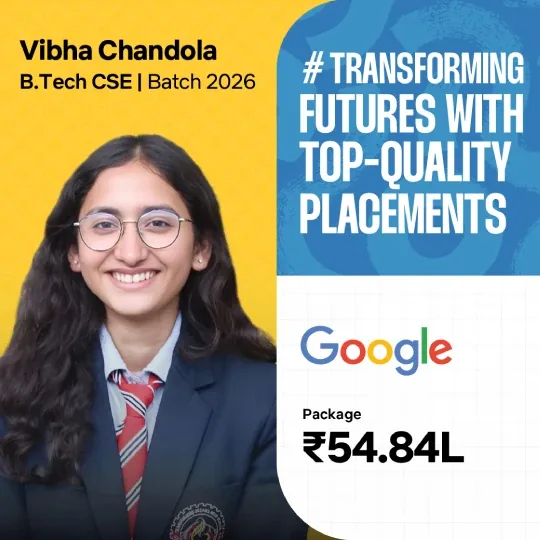 Vibha Chandola
B.Tech CSE | Batch 2026
# TRANSFORMING
FUTURES WITH
TOP-QUALITY
PLACEMENTS
Google
Package
₹54.84L